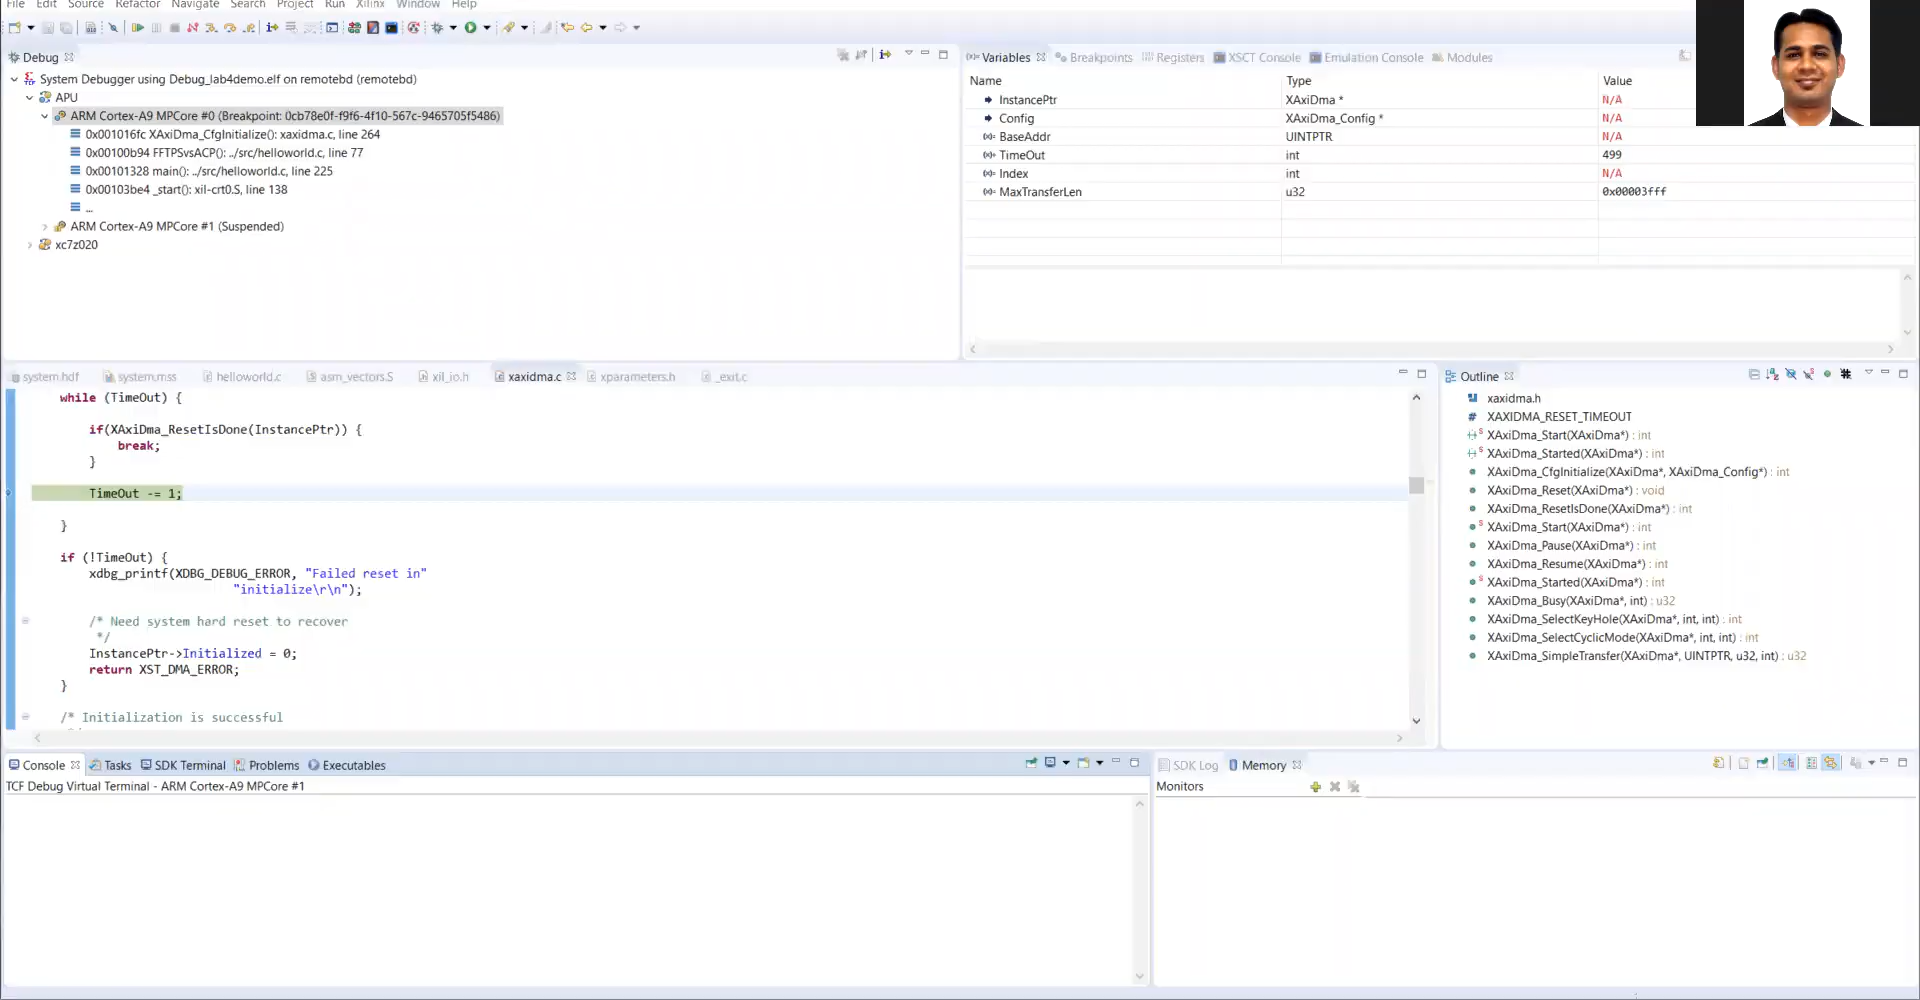 File Edit Source Refactor Navigate Search Project Run Xilinx Window Help
Debug
System Debugger using Debug_lab4demo.elf on remotebd (remotebd)
APU
ARM Cortex-A9 MPCore #0 (Breakpoint: 0cb78e0f-f9f6-4f10-567c-9465705f5486)
0x001016fc XAxiDma_CfgInitialize(): xaxidma.c, line 264
0x00100b94 FFTPSvsACP(): ../src/helloworld.c, line 77
0x00101328 main(): ../src/helloworld.c, line 225
0x00103be4 _start(): xil-crt0.S, line 138
...
ARM Cortex-A9 MPCore #1 (Suspended)
xc7z020
Variables Breakpoints Registers XSCT Console Emulation Console Modules
Name Type Value
InstancePtr XAxiDma * N/A
Config XAxiDma_Config * N/A
BaseAddr UINTPTR N/A
TimeOut int 499
Index int N/A
MaxTransferLen u32 0x00003fff
system.hdf system.mss helloworld.c asm_vectors.S xil_io.h xaxidma.c xparameters.h _exit.c
while (TimeOut) {
if(XAxiDma_ResetIsDone(InstancePtr)) {
break;
}
TimeOut -= 1;
}
if (!TimeOut) {
xdbg_printf(XDBG_DEBUG_ERROR, "Failed reset in"
"initialize\r\n");
/* Need system hard reset to recover
*/
InstancePtr->Initialized = 0;
return XST_DMA_ERROR;
}
/* Initialization is successful
Outline
xaxidma.h
XAXIDMA_RESET_TIMEOUT
XAxiDma_Start(XAxiDma*) : int
XAxiDma_Started(XAxiDma*) : int
XAxiDma_CfgInitialize(XAxiDma*, XAxiDma_Config*) : int
XAxiDma_Reset(XAxiDma*) : void
XAxiDma_ResetIsDone(XAxiDma*) : int
XAxiDma_Start(XAxiDma*) : int
XAxiDma_Pause(XAxiDma*) : int
XAxiDma_Resume(XAxiDma*) : int
XAxiDma_Started(XAxiDma*) : int
XAxiDma_Busy(XAxiDma*, int) : u32
XAxiDma_SelectKeyHole(XAxiDma*, int, int) : int
XAxiDma_SelectCyclicMode(XAxiDma*, int, int) : int
XAxiDma_SimpleTransfer(XAxiDma*, UINTPTR, u32, int) : u32
Console Tasks SDK Terminal Problems Executables
TCF Debug Virtual Terminal - ARM Cortex-A9 MPCore #1
SDK Log Memory
Monitors